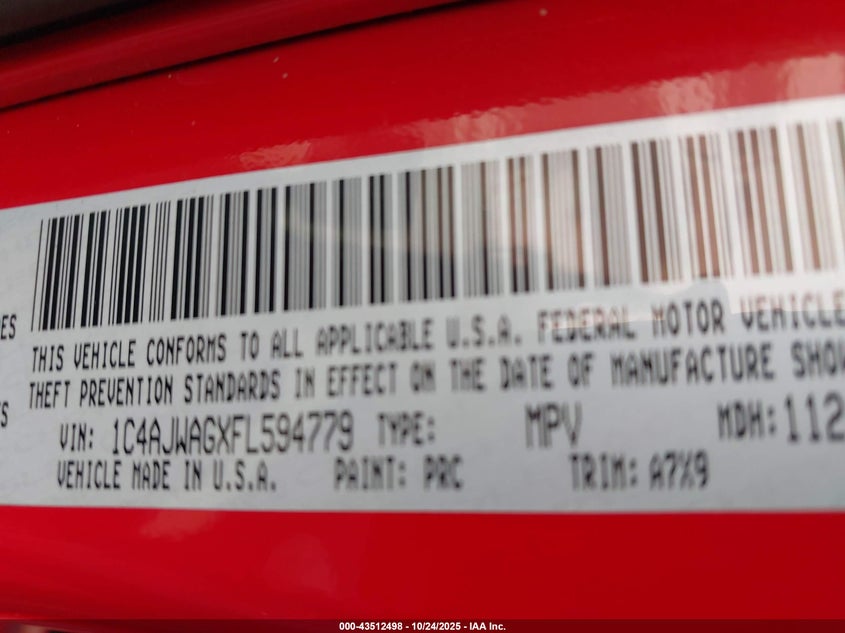 ES
THIS VEHICLE CONFORMS TO ALL APPLICABLE U.S.A. FEDERAL MOTOR VEHICLE
THEFT PREVENTION STANDARDS IN EFFECT ON THE DATE OF MANUFACTURE SHOW
S
VIN: 1C4AJWAGXFL594779 TYPE: MPV MDH: 112
VEHICLE MADE IN U.S.A. PAINT: PRC TRIM: A7X9
000-43512498 - 10/24/2025 - IAA Inc.